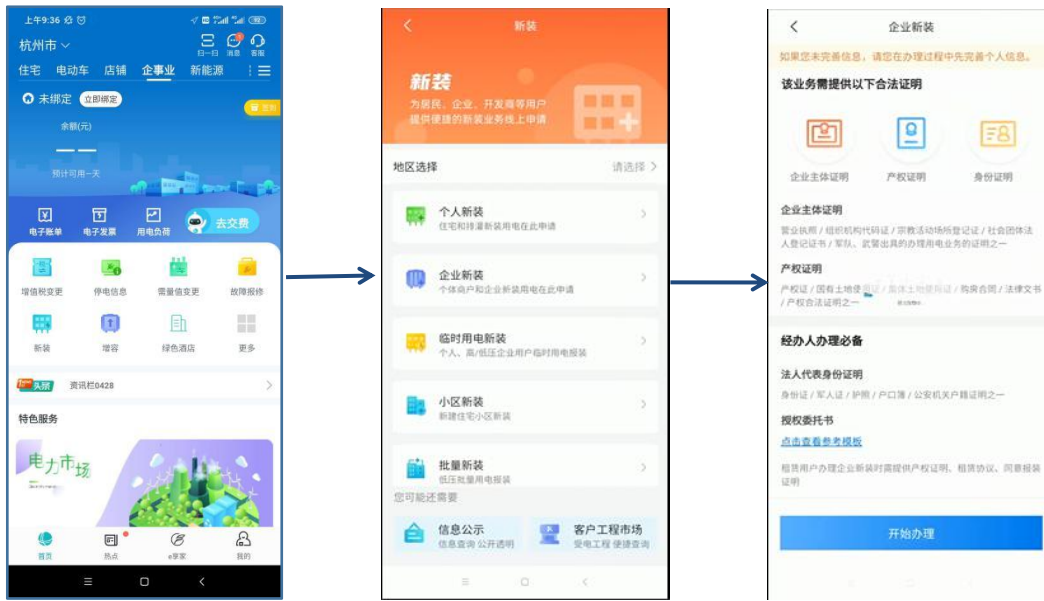 上午9:36
杭州市
扫一扫 消息 客服
住宅 电动车 店铺 企事业 新能源
未绑定 立即绑定
签到
余额(元)
预计可用一天
电子账单 电子发票 用电负荷 去交费
增值税变更 停电信息 需量值变更 故障报修
新装 增容 绿色酒店 更多
头条 资讯栏0428
特色服务
电力市场
首页 热点 e享家 我的
新装
新装
为居民、企业、开发商等用户
提供便捷的新装业务线上申请
地区选择 请选择
个人新装
住宅和排灌新装用电在此申请
企业新装
个体商户和企业新装用电在此申请
临时用电新装
个人、高/低压企业用户临时用电报装
小区新装
新建住宅小区新装
批量新装
低压批量用电报装
您可能还需要
信息公示
信息查询 公开透明
客户工程市场
受电工程 便捷查询
企业新装
如果您未完善信息，请您在办理过程中先完善个人信息。
该业务需提供以下合法证明
企业主体证明 产权证明 身份证明
企业主体证明
营业执照 / 组织机构代码证 / 宗教活动场所登记证 / 社会团体法
人登记证书 / 军队、武警出具的办理用电业务的证明之一
产权证明
产权证 / 国有土地使用证 / 集体土地使用证 / 购房合同 / 法律文书
/ 产权合法证明之一
经办人办理必备
法人代表身份证明
身份证 / 军人证 / 护照 / 户口簿 / 公安机关户籍证明之一
授权委托书
点击查看参考模板
租赁用户办理企业新装时需提供产权证明、租赁协议、同意报装
证明
开始办理